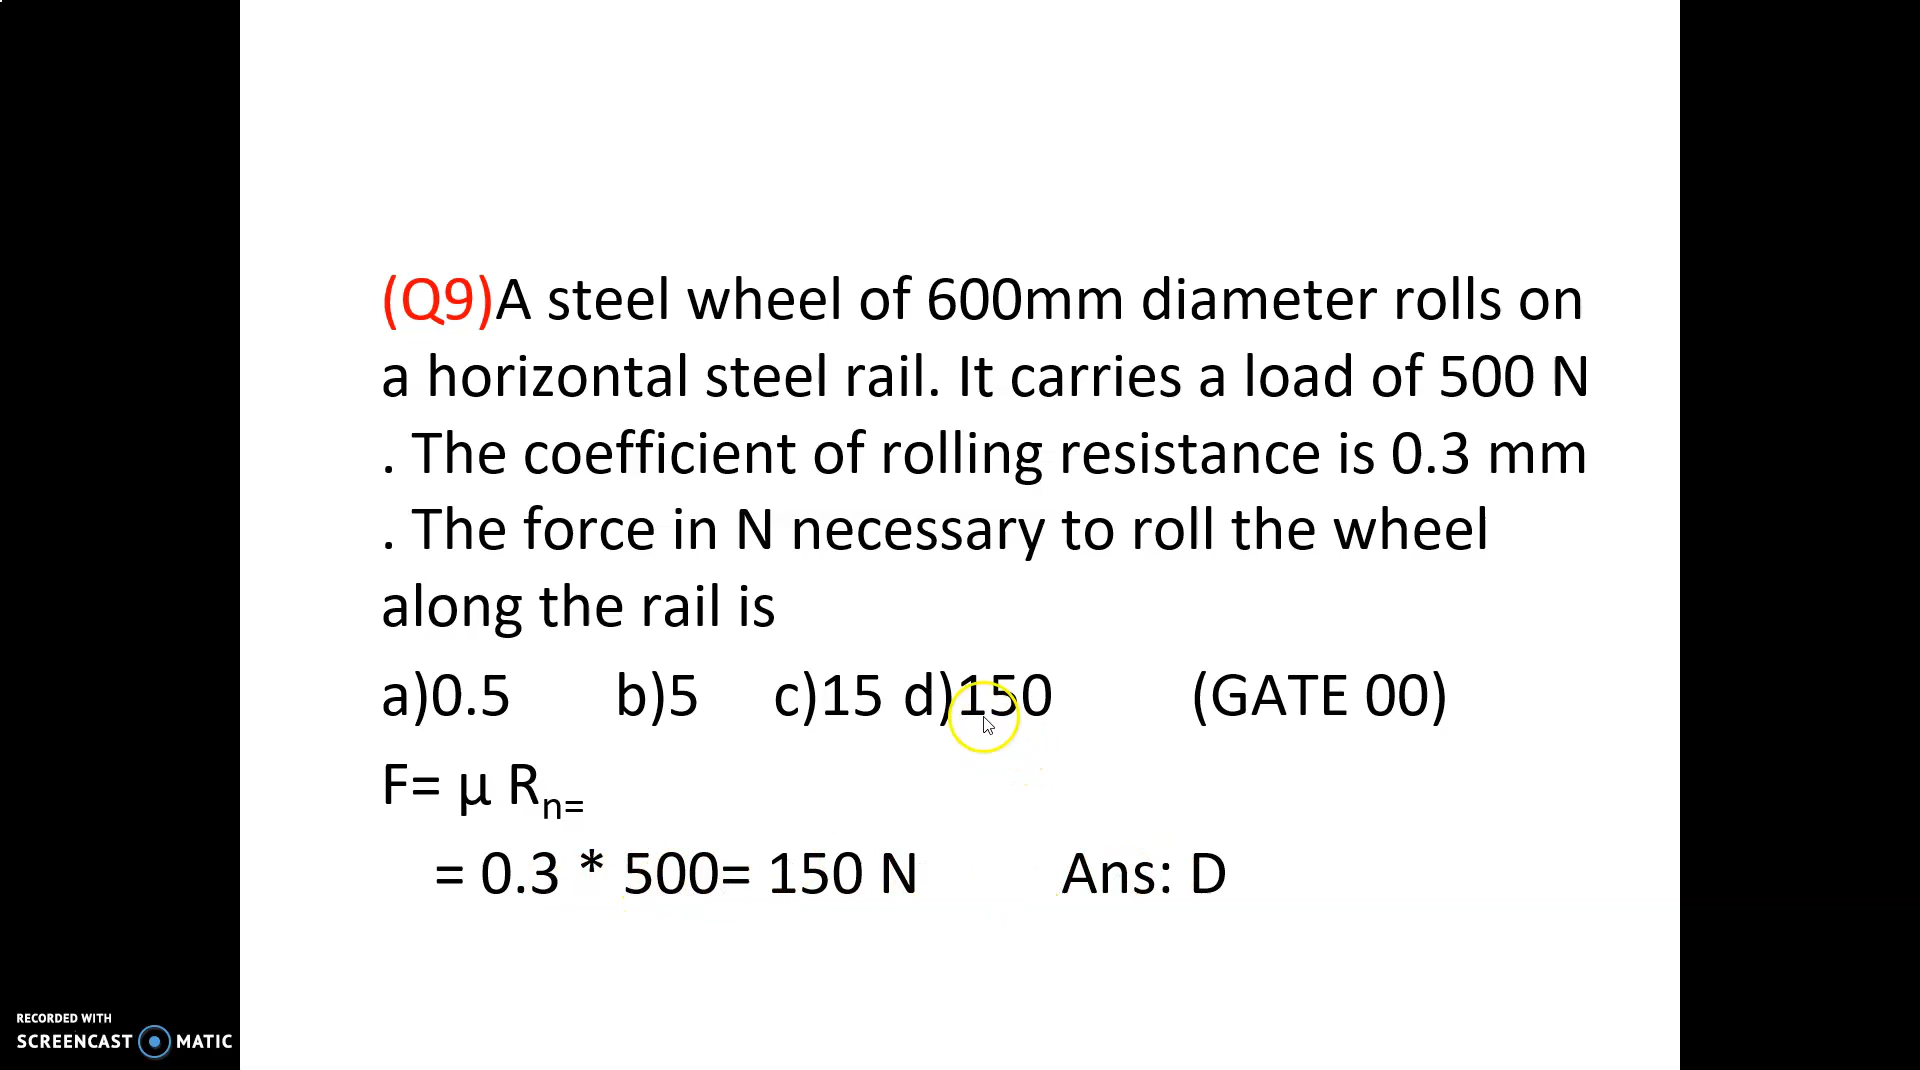 (Q9)A steel wheel of 600mm diameter rolls on
a horizontal steel rail. It carries a load of 500 N
. The coefficient of rolling resistance is 0.3 mm
. The force in N necessary to roll the wheel
along the rail is
a)0.5 b)5 c)15 d)150 (GATE 00)
F= μ Rn=
= 0.3 * 500= 150 N Ans: D
RECORDED WITH
SCREENCAST MATIC